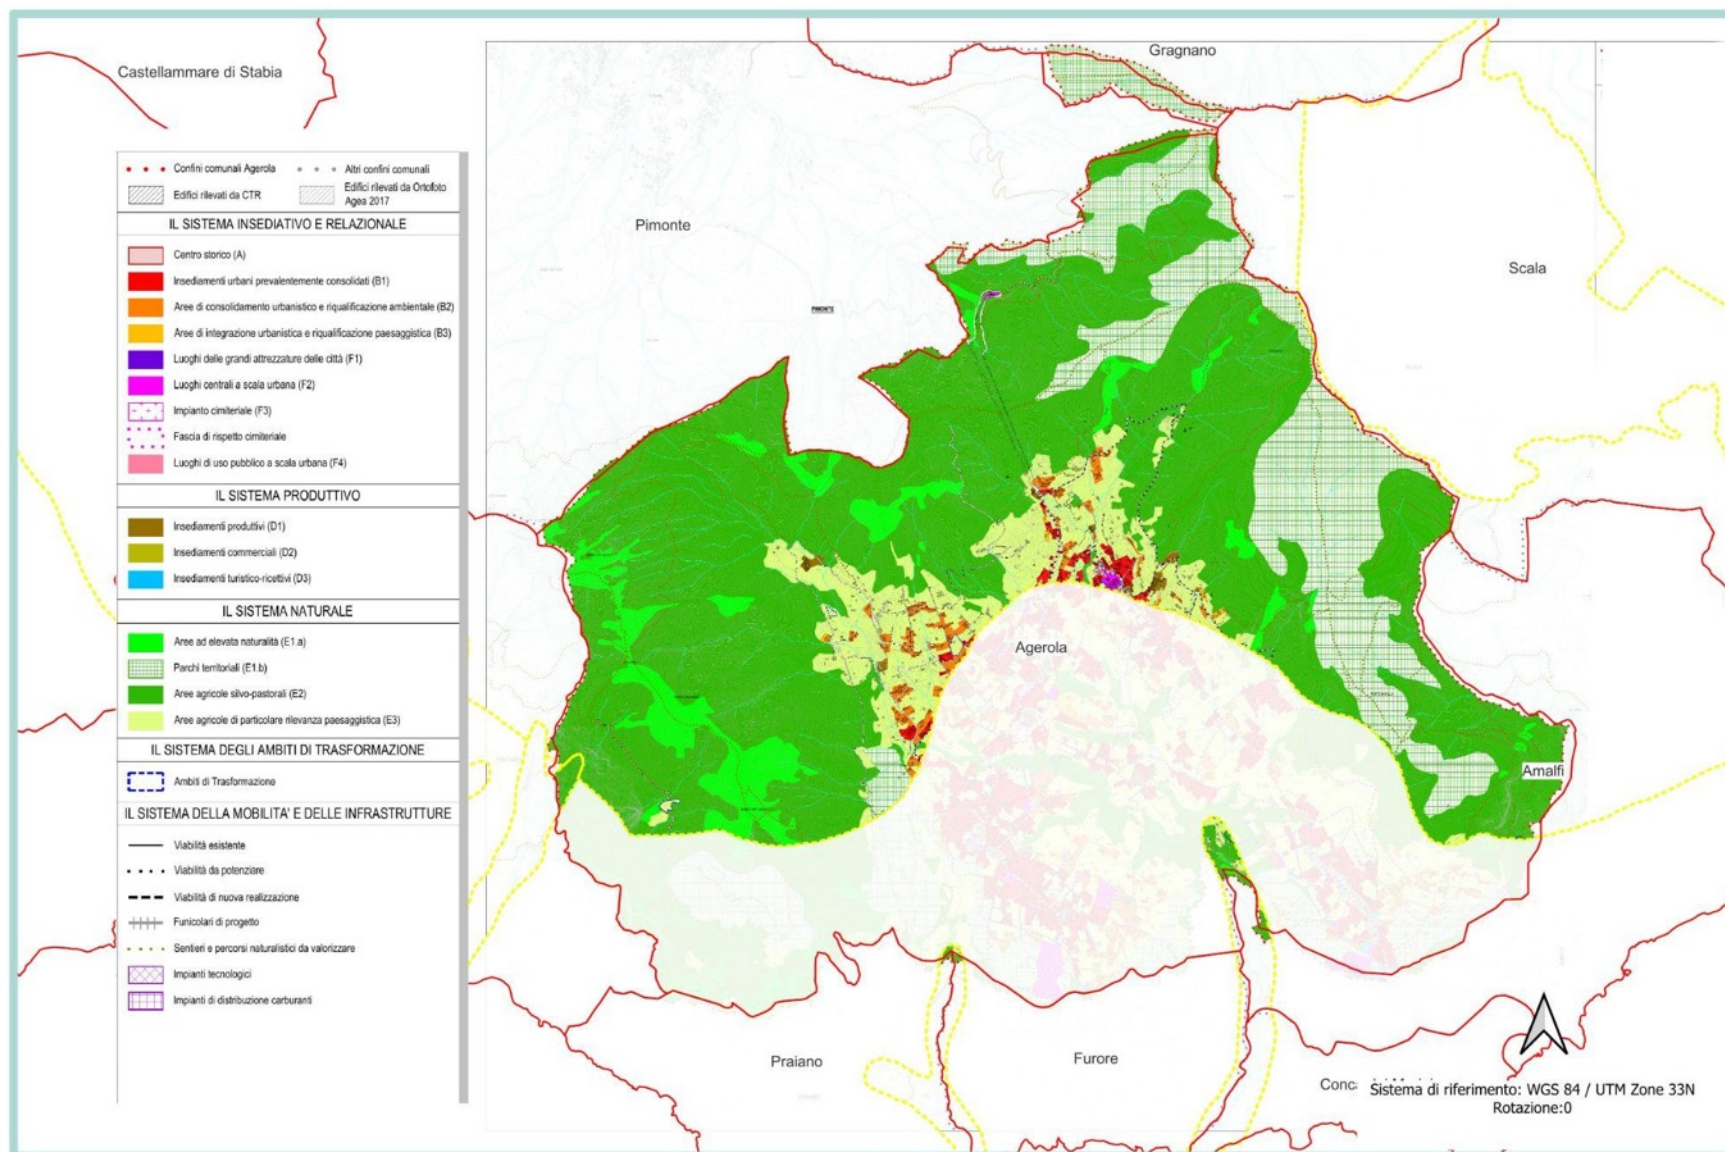 Gragnano
Castellammare di Stabia
Pimonte
Scala
PIMONTE
Agerola
Amalfi
Praiano
Furore
Conc
Confini comunali Agerola
Altri confini comunali
Edifici rilevati da CTR
Edifici rilevati da Ortofoto
Agea 2017
IL SISTEMA INSEDIATIVO E RELAZIONALE
Centro storico (A)
Insediamenti urbani prevalentemente consolidati (B1)
Aree di consolidamento urbanistico e riqualificazione ambientale (B2)
Aree di integrazione urbanistica e riqualificazione paesaggistica (B3)
Luoghi delle grandi attrezzature delle città (F1)
Luoghi centrali a scala urbana (F2)
Impianto cimiteriale (F3)
Fascia di rispetto cimiteriale
Luoghi di uso pubblico a scala urbana (F4)
IL SISTEMA PRODUTTIVO
Insediamenti produttivi (D1)
Insediamenti commerciali (D2)
Insediamenti turistico-ricettivi (D3)
IL SISTEMA NATURALE
Aree ad elevata naturalità (E1.a)
Parchi territoriali (E1.b)
Aree agricole silvo-pastorali (E2)
Aree agricole di particolare rilevanza paesaggistica (E3)
IL SISTEMA DEGLI AMBITI DI TRASFORMAZIONE
Ambiti di Trasformazione
IL SISTEMA DELLA MOBILITA' E DELLE INFRASTRUTTURE
Viabilità esistente
Viabilità da potenziare
Viabilità di nuova realizzazione
Funicolari di progetto
Sentieri e percorsi naturalistici da valorizzare
Impianti tecnologici
Impianti di distribuzione carburanti
Sistema di riferimento: WGS 84 / UTM Zone 33N
Rotazione:0